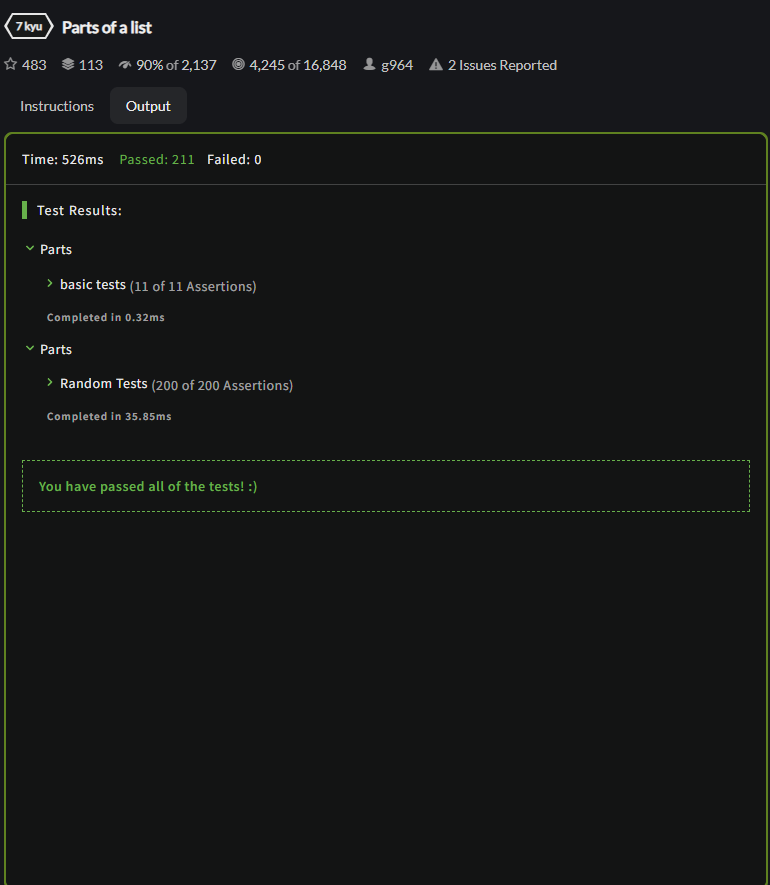 7 kyu Parts of a list
483 113 90% of 2,137 4,245 of 16,848 g964 2 Issues Reported
Instructions Output
Time: 526ms Passed: 211 Failed: 0
Test Results:
Parts
basic tests (11 of 11 Assertions)
Completed in 0.32ms
Parts
Random Tests (200 of 200 Assertions)
Completed in 35.85ms
You have passed all of the tests! :)